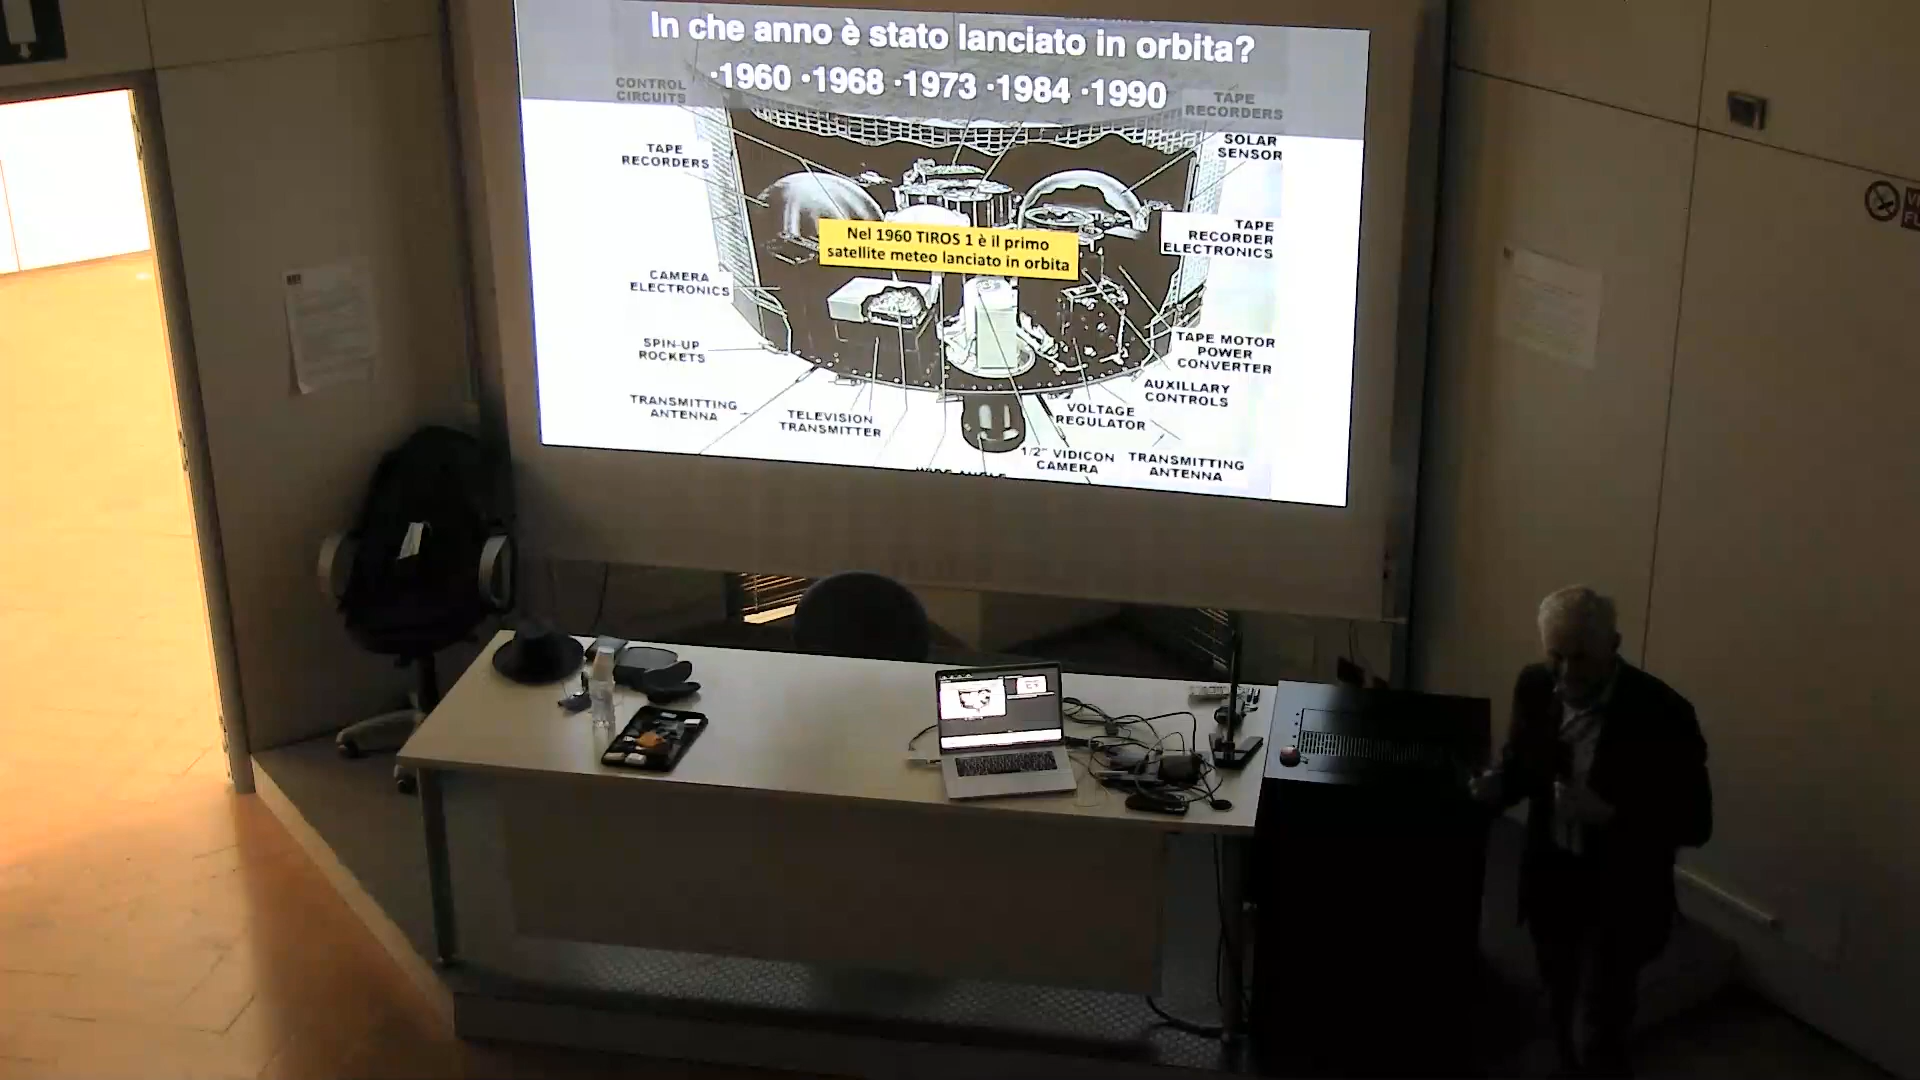 In che anno è stato lanciato in orbita?
·1960 ·1968 ·1973 ·1984 ·1990
CONTROL
CIRCUITS
TAPE
RECORDERS
TAPE
RECORDERS
SOLAR
SENSOR
TAPE
RECORDER
ELECTRONICS
Nel 1960 TIROS 1 è il primo
satellite meteo lanciato in orbita
CAMERA
ELECTRONICS
SPIN-UP
ROCKETS
TAPE MOTOR
POWER
CONVERTER
AUXILLARY
CONTROLS
TRANSMITTING
ANTENNA
TELEVISION
TRANSMITTER
VOLTAGE
REGULATOR
1/2" VIDICON
CAMERA
TRANSMITTING
ANTENNA